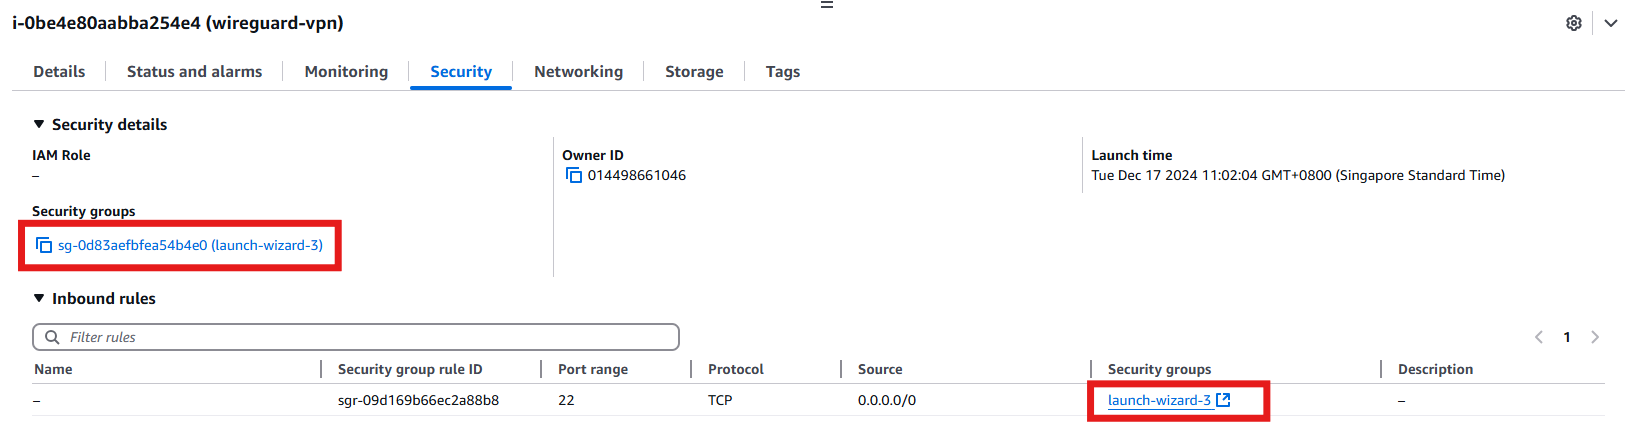 i-0be4e80aabba254e4 (wireguard-vpn)
Details Status and alarms Monitoring Security Networking Storage Tags
Security details
IAM Role Owner ID Launch time
– 014498661046 Tue Dec 17 2024 11:02:04 GMT+0800 (Singapore Standard Time)
Security groups
sg-0d83aefbfea54b4e0 (launch-wizard-3)
Inbound rules
Filter rules 1
Name Security group rule ID Port range Protocol Source Security groups Description
– sgr-09d169b66ec2a88b8 22 TCP 0.0.0.0/0 launch-wizard-3 –